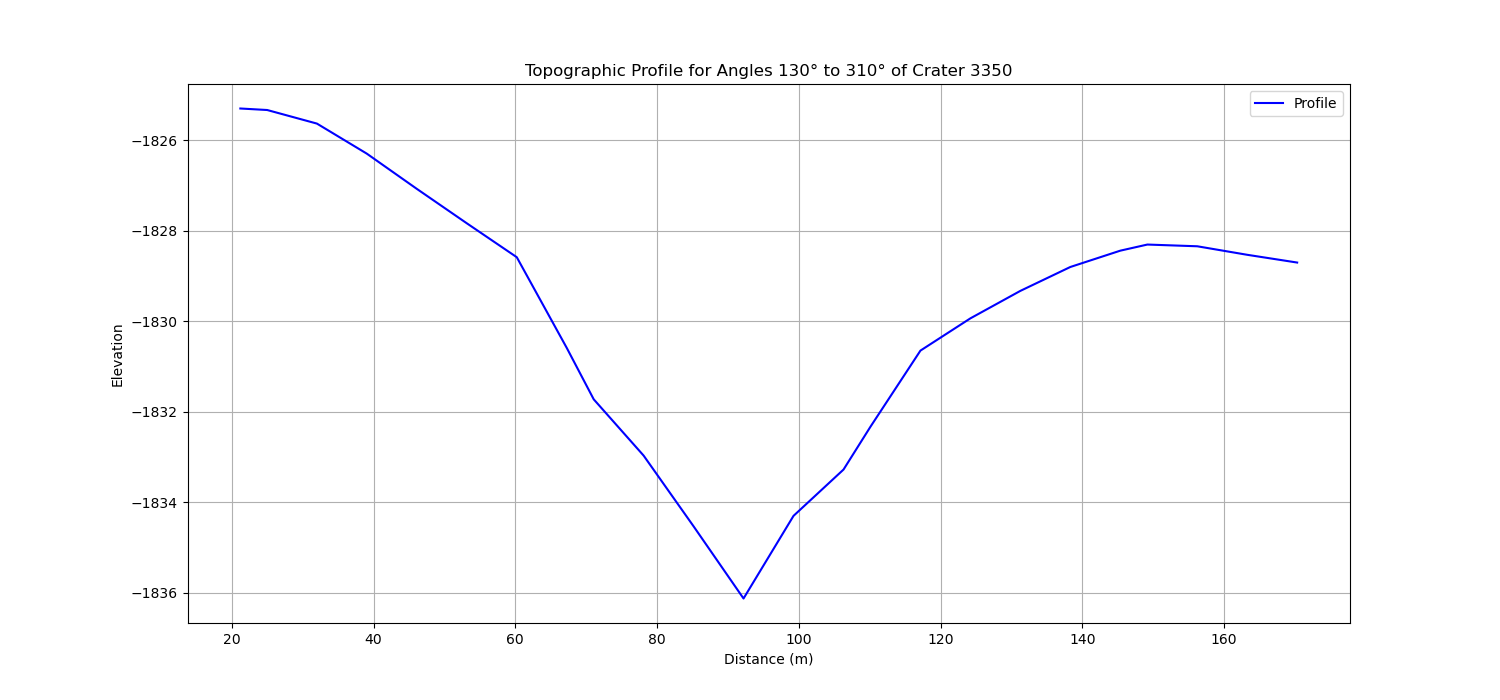 Topographic Profile for Angles 130° to 310° of Crater 3350
Profile
−1826
−1828
−1830
−1832
−1834
−1836
Elevation
20 40 60 80 100 120 140 160
Distance (m)